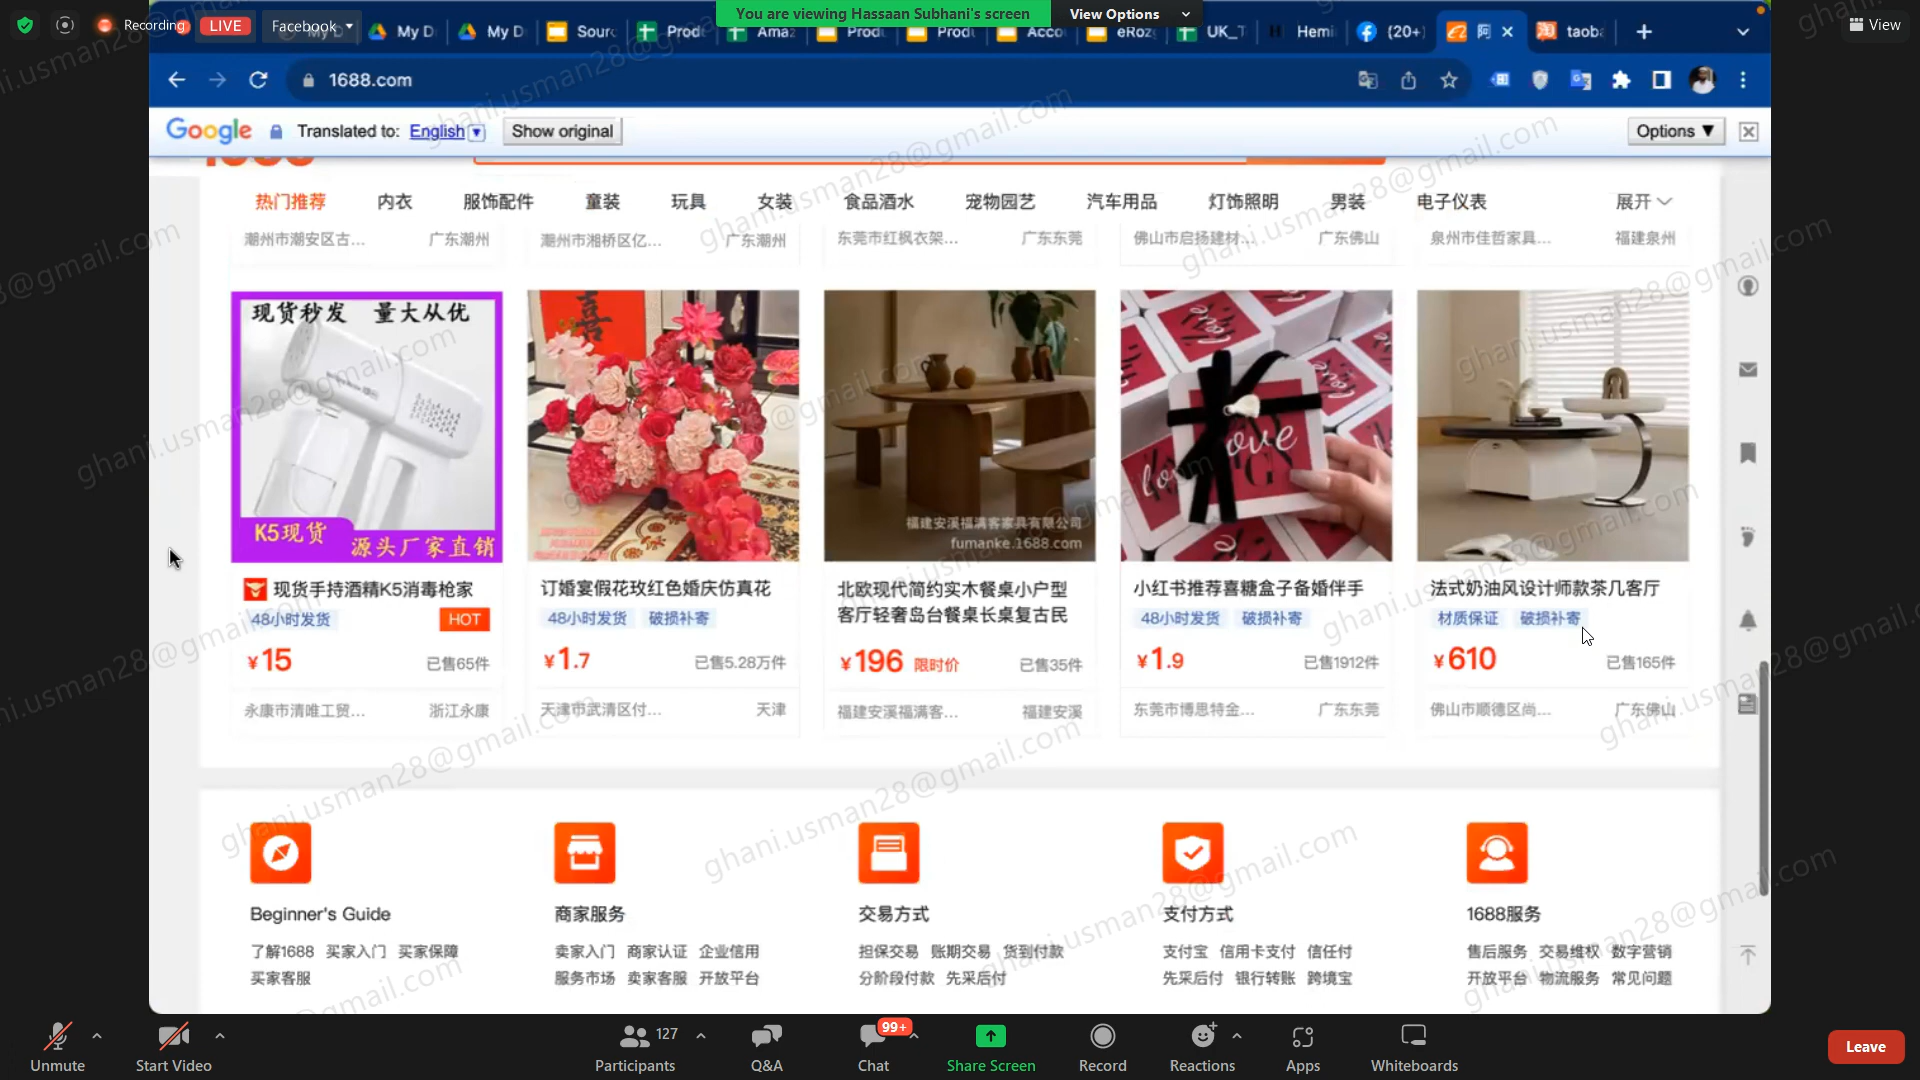 Recording
LIVE
Facebook
You are viewing Hassaan Subhani's screen
View Options
View
My D
My D
Sourc
Prod
Amaz
Prod
Prod
Acco
eRoz
UK_T
Hemi
(20+)
阿
taoba
1688.com
Google
Translated to:
English
Show original
Options
热门推荐 内衣 服饰配件 童装 玩具 女装 食品酒水 宠物园艺 汽车用品 灯饰照明 男装 电子仪表 展开
潮州市潮安区古... 广东潮州
潮州市湘桥区亿... 广东潮州
东莞市红枫衣架... 广东东莞
佛山市启扬建材... 广东佛山
泉州市佳哲家具... 福建泉州
现货秒发 量大从优
K5现货
源头厂家直销
现货手持酒精K5消毒枪家
48小时发货
HOT
¥15 已售65件
永康市清唯工贸... 浙江永康
喜
订婚宴假花玫红色婚庆仿真花
48小时发货 破损补寄
¥1.7 已售5.28万件
天津市武清区付... 天津
福建安溪福满客家具有限公司
fumanke.1688.com
北欧现代简约实木餐桌小户型
客厅轻奢岛台餐桌长桌复古民
¥196 限时价 已售35件
福建安溪福满客... 福建安溪
love
小红书推荐喜糖盒子备婚伴手
48小时发货 破损补寄
¥1.9 已售1912件
东莞市博思特金... 广东东莞
法式奶油风设计师款茶几客厅
材质保证 破损补寄
¥610 已售165件
佛山市顺德区尚... 广东佛山
Beginner's Guide
了解1688 买家入门 买家保障
买家客服
商家服务
卖家入门 商家认证 企业信用
服务市场 卖家客服 开放平台
交易方式
担保交易 账期交易 货到付款
分阶段付款 先采后付
支付方式
支付宝 信用卡支付 信任付
先采后付 银行转账 跨境宝
1688服务
售后服务 交易维权 数字营销
开放平台 物流服务 常见问题
ghani.usman28@gmail.com
Unmute
Start Video
Participants
127
Q&A
Chat
99+
Share Screen
Record
Reactions
Apps
Whiteboards
Leave